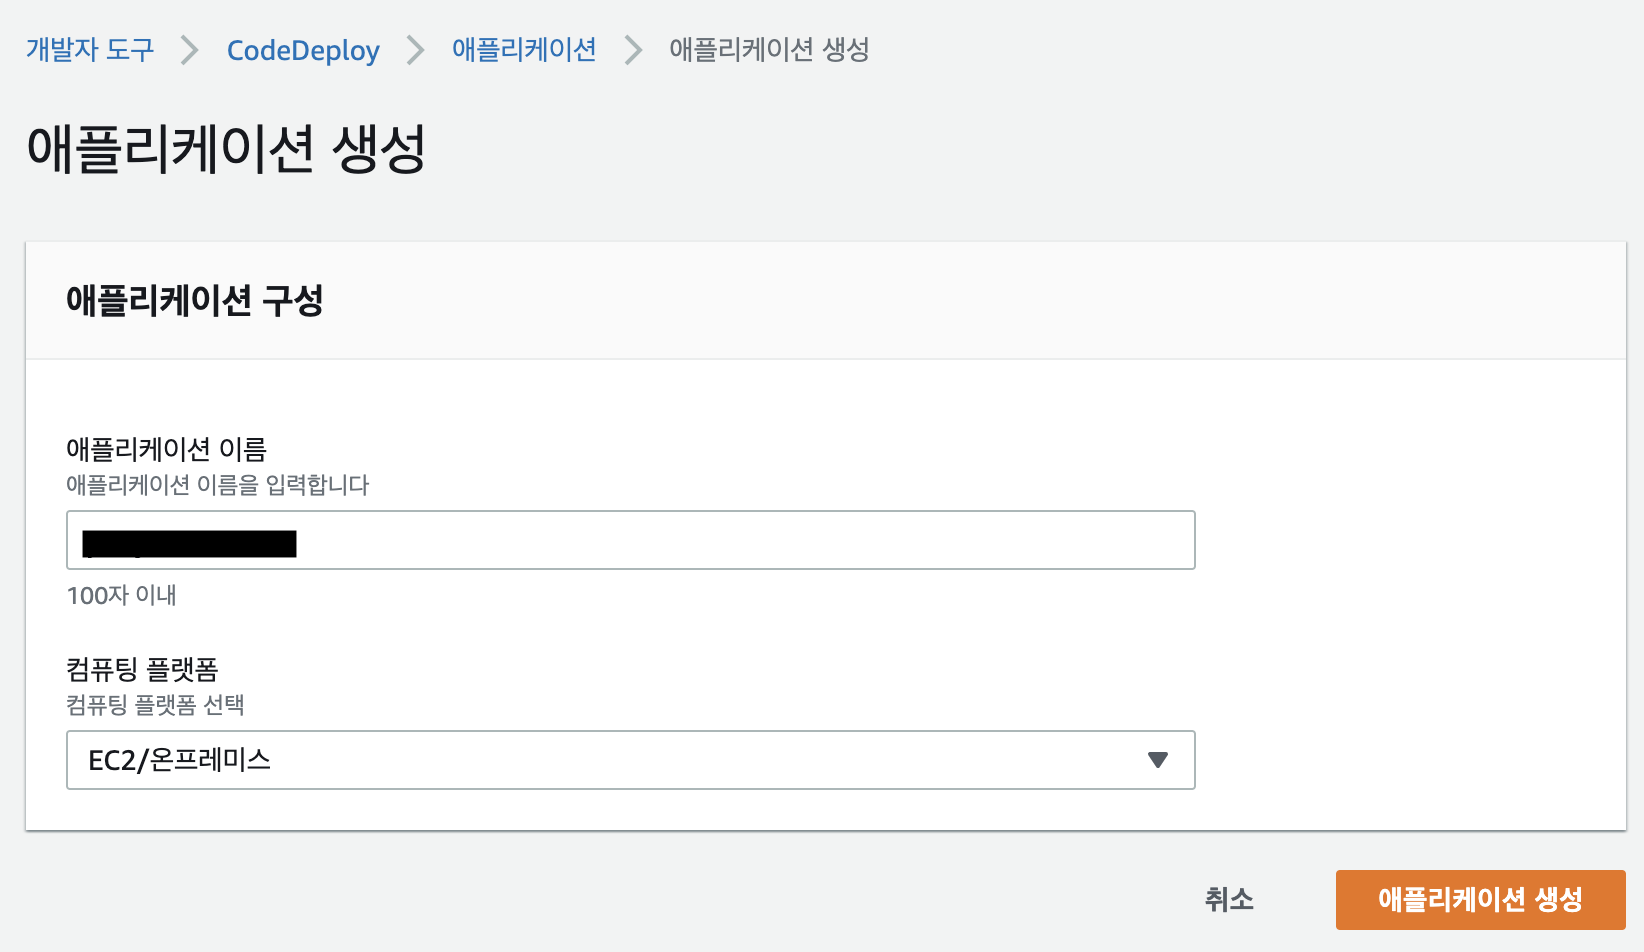 개발자 도구 > CodeDeploy > 애플리케이션 > 애플리케이션 생성
애플리케이션 생성
애플리케이션 구성
애플리케이션 이름
애플리케이션 이름을 입력합니다
100자 이내
컴퓨팅 플랫폼
컴퓨팅 플랫폼 선택
EC2/온프레미스
취소 애플리케이션 생성